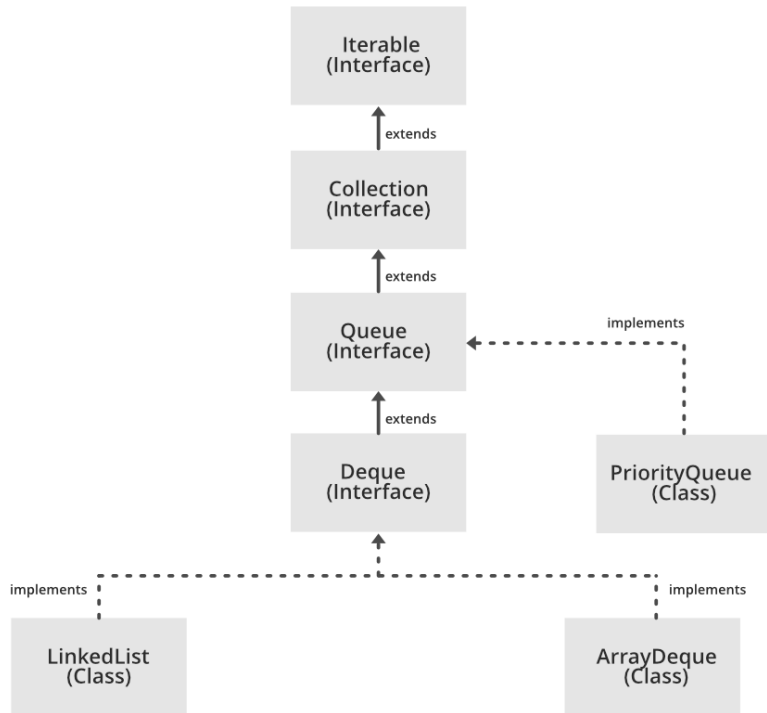 Iterable
(Interface)
extends
Collection
(Interface)
extends
Queue
(Interface)
implements
extends
Deque
(Interface)
PriorityQueue
(Class)
implements
implements
LinkedList
(Class)
ArrayDeque
(Class)